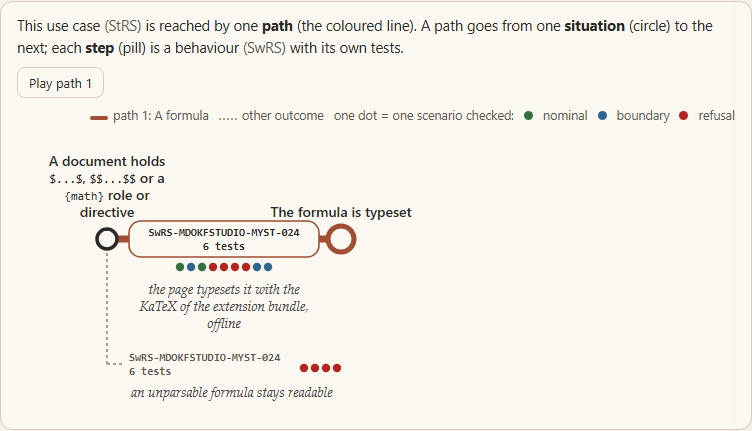 This use case (StRS) is reached by one path (the coloured line). A path goes from one situation (circle) to the
next; each step (pill) is a behaviour (SwRS) with its own tests.
Play path 1
path 1: A formula ..... other outcome one dot = one scenario checked: nominal boundary refusal
A document holds
$...$, $$...$$ or a
{math} role or
directive
The formula is typeset
SwRS-MDOKFSTUDIO-MYST-024
6 tests
the page typesets it with the
KaTeX of the extension bundle,
offline
SwRS-MDOKFSTUDIO-MYST-024
6 tests
an unparsable formula stays readable